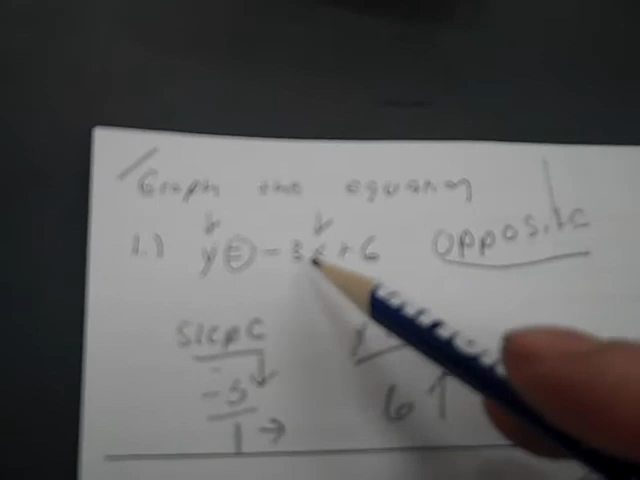 Graph the equation
1.) y = -3x + 6
opposite
slope
-3
1 →
6 ↑